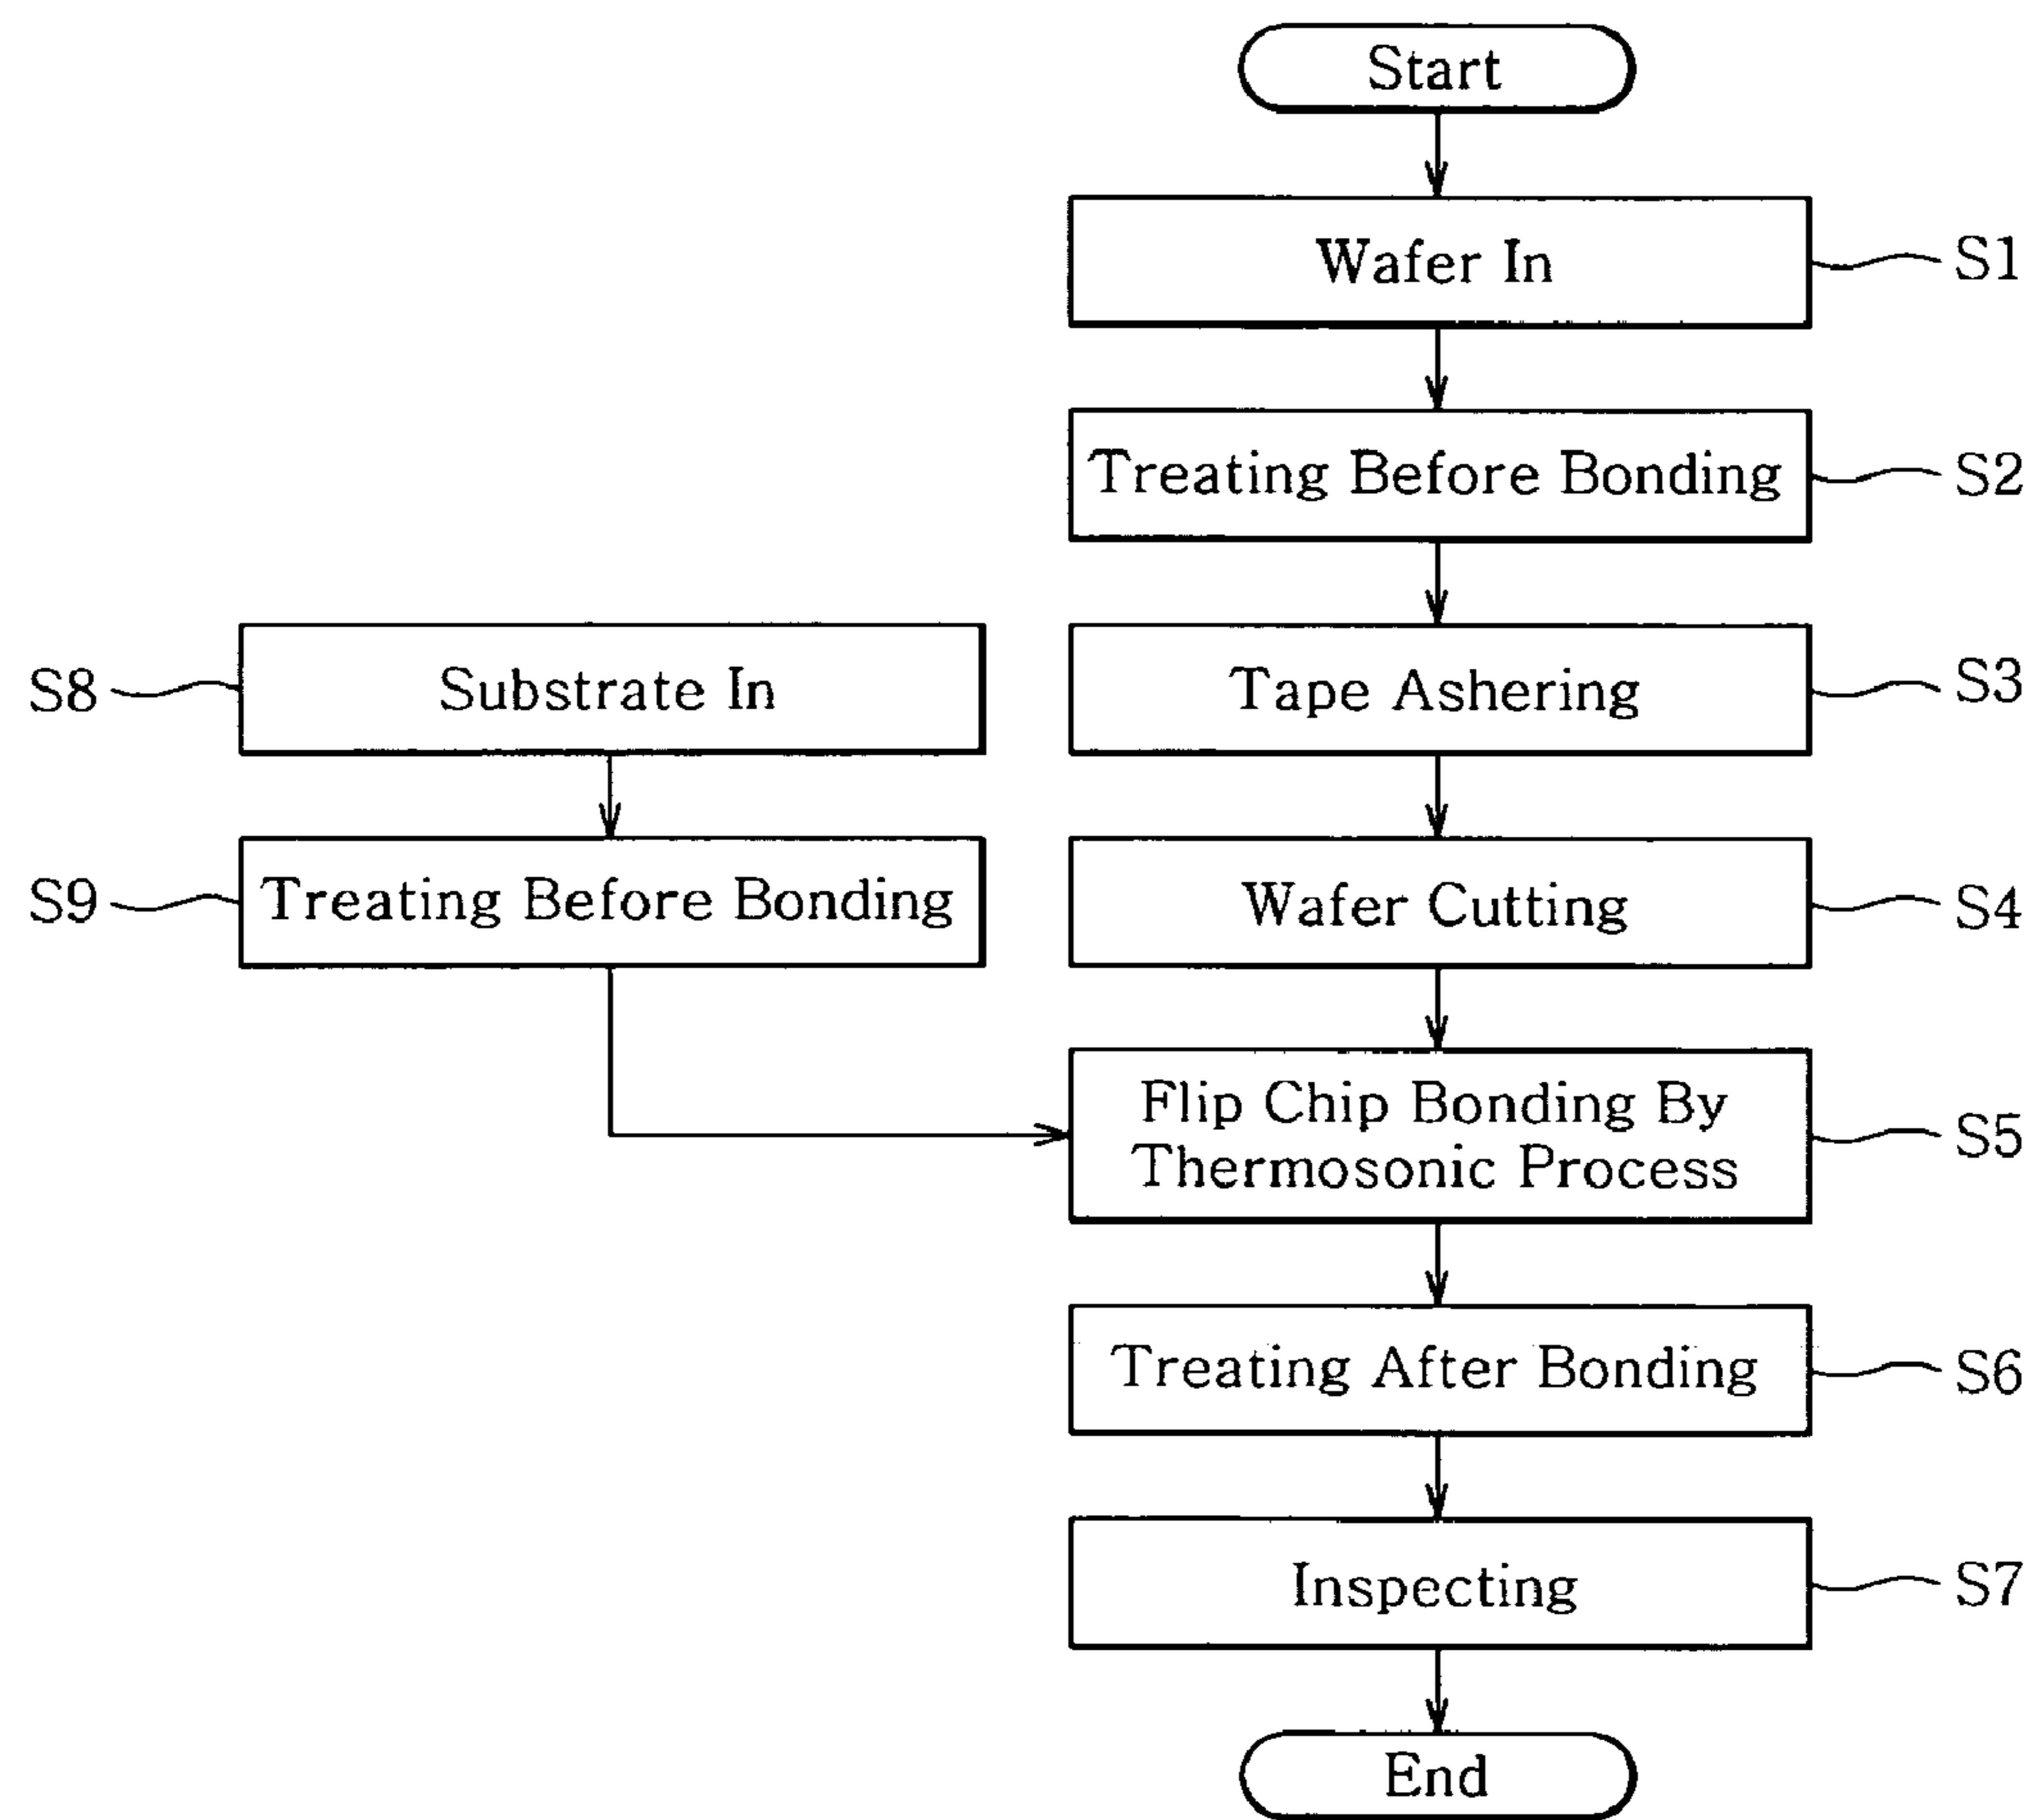 Start
Wafer In
S1
Treating Before Bonding
S2
S8
Substrate In
Tape Ashering
S3
S9
Treating Before Bonding
Wafer Cutting
S4
Flip Chip Bonding By
Thermosonic Process
S5
Treating After Bonding
S6
Inspecting
S7
End